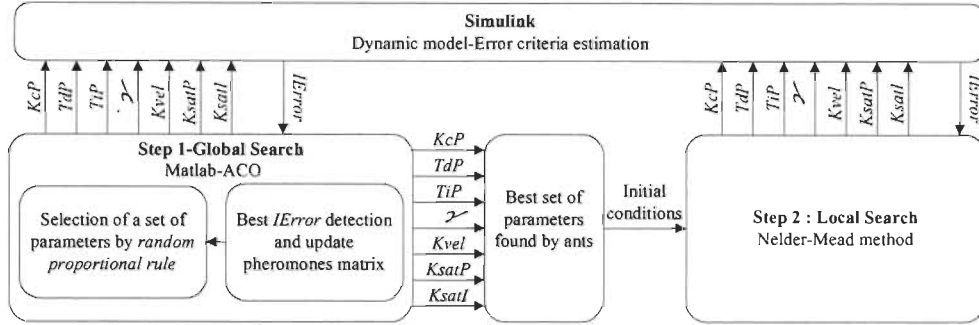 Simulink
Dynamic model-Error criteria estimation
KcP
TdP
TiP
Kvel
KsatP
KsatI
IError
KcP
TdP
TiP
Kvel
KsatP
KsatI
IError
Step 1-Global Search
Matlab-ACO
Selection of a set of
parameters by random
proportional rule
Best IError detection
and update
pheromones matrix
KcP
TdP
TiP
Kvel
KsatP
KsatI
Best set of
parameters
found by ants
Initial
conditions
Step 2 : Local Search
Nelder-Mead method